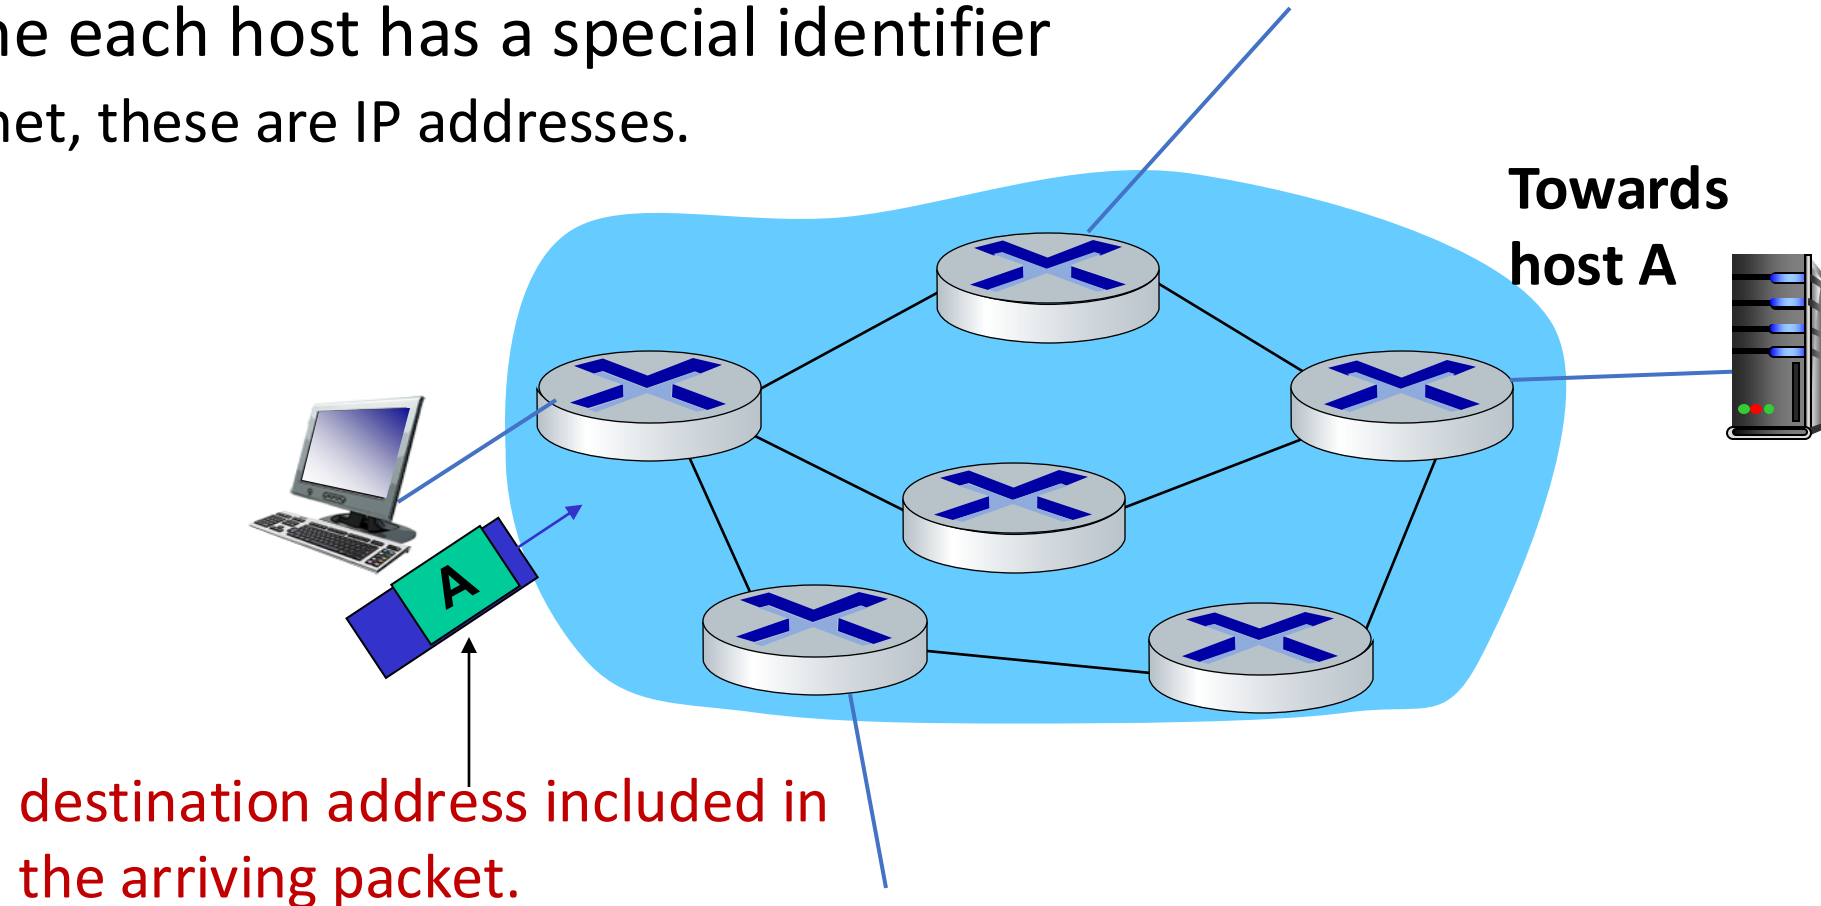 ne each host has a special identifier
net, these are IP addresses.
Towards
host A
A
destination address included in
the arriving packet.